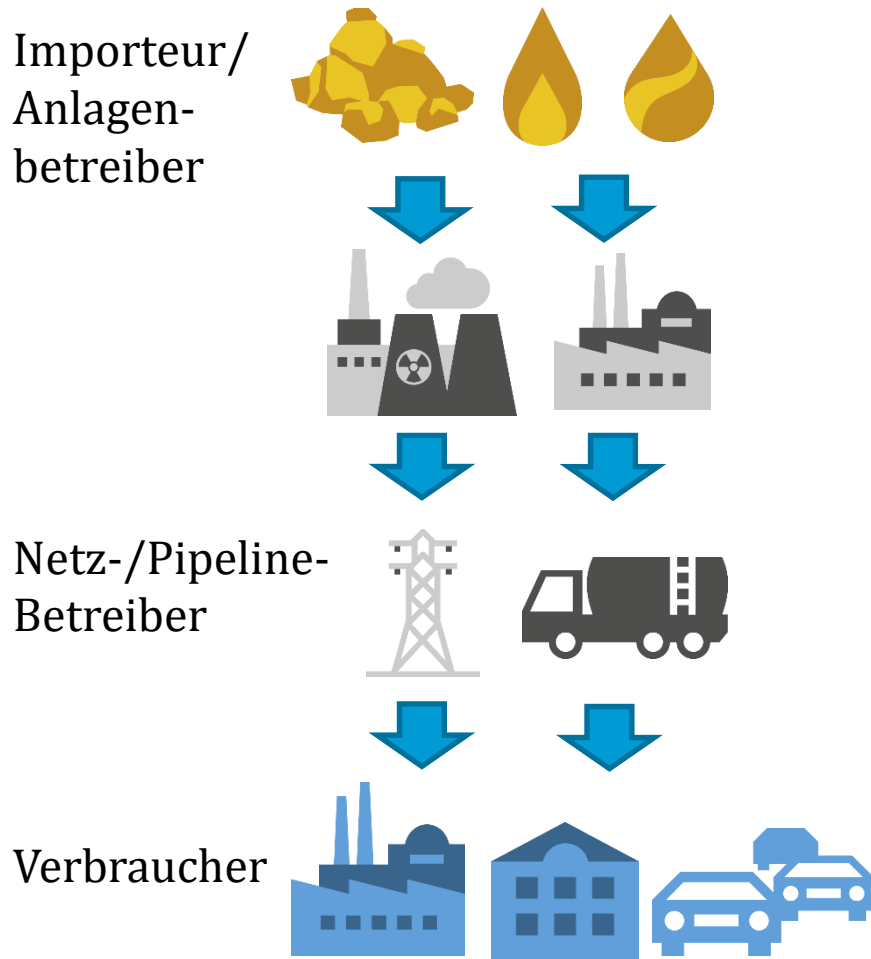 Importeur/
Anlagen-
betreiber
Netz-/Pipeline-
Betreiber
Verbraucher